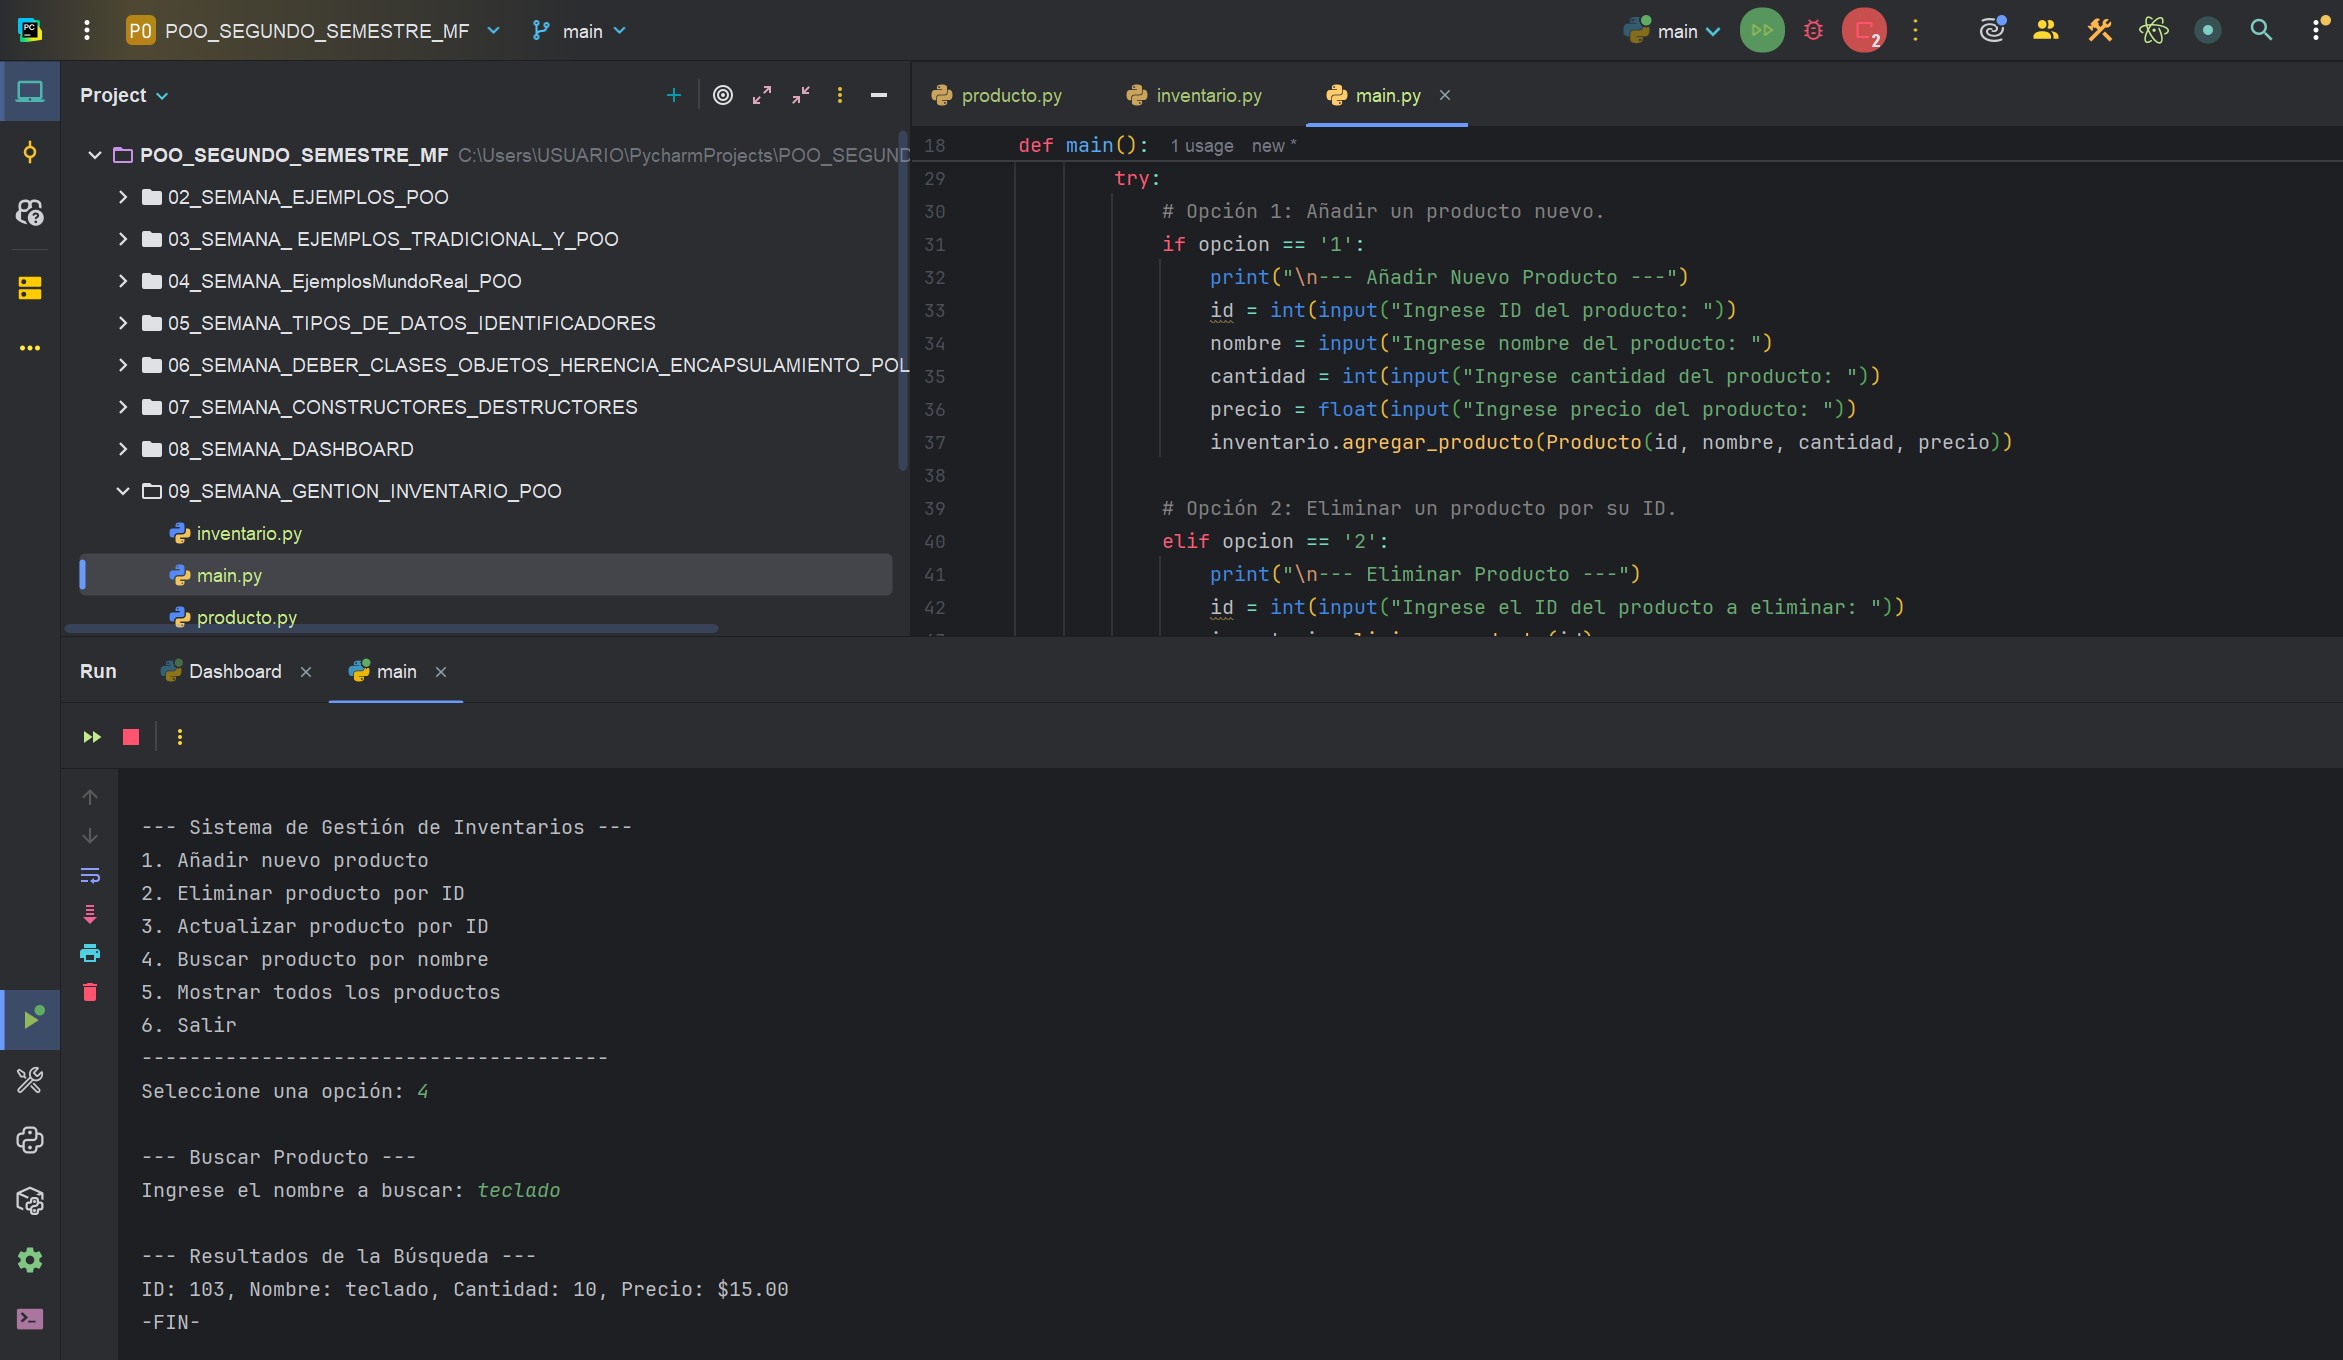 PO POO_SEGUNDO_SEMESTRE_MF main
main 2
Project
POO_SEGUNDO_SEMESTRE_MF C:\Users\USUARIO\PycharmProjects\POO_SEGUND
02_SEMANA_EJEMPLOS_POO
03_SEMANA_ EJEMPLOS_TRADICIONAL_Y_POO
04_SEMANA_EjemplosMundoReal_POO
05_SEMANA_TIPOS_DE_DATOS_IDENTIFICADORES
06_SEMANA_DEBER_CLASES_OBJETOS_HERENCIA_ENCAPSULAMIENTO_POL
07_SEMANA_CONSTRUCTORES_DESTRUCTORES
08_SEMANA_DASHBOARD
09_SEMANA_GENTION_INVENTARIO_POO
inventario.py
main.py
producto.py
producto.py inventario.py main.py
18 def main(): 1 usage new *
29 try:
30 # Opción 1: Añadir un producto nuevo.
31 if opcion == '1':
32 print("\n--- Añadir Nuevo Producto ---")
33 id = int(input("Ingrese ID del producto: "))
34 nombre = input("Ingrese nombre del producto: ")
35 cantidad = int(input("Ingrese cantidad del producto: "))
36 precio = float(input("Ingrese precio del producto: "))
37 inventario.agregar_producto(Producto(id, nombre, cantidad, precio))
38
39 # Opción 2: Eliminar un producto por su ID.
40 elif opcion == '2':
41 print("\n--- Eliminar Producto ---")
42 id = int(input("Ingrese el ID del producto a eliminar: "))
Run Dashboard main
--- Sistema de Gestión de Inventarios ---
1. Añadir nuevo producto
2. Eliminar producto por ID
3. Actualizar producto por ID
4. Buscar producto por nombre
5. Mostrar todos los productos
6. Salir
---------------------------------------
Seleccione una opción: 4
--- Buscar Producto ---
Ingrese el nombre a buscar: teclado
--- Resultados de la Búsqueda ---
ID: 103, Nombre: teclado, Cantidad: 10, Precio: $15.00
-FIN-